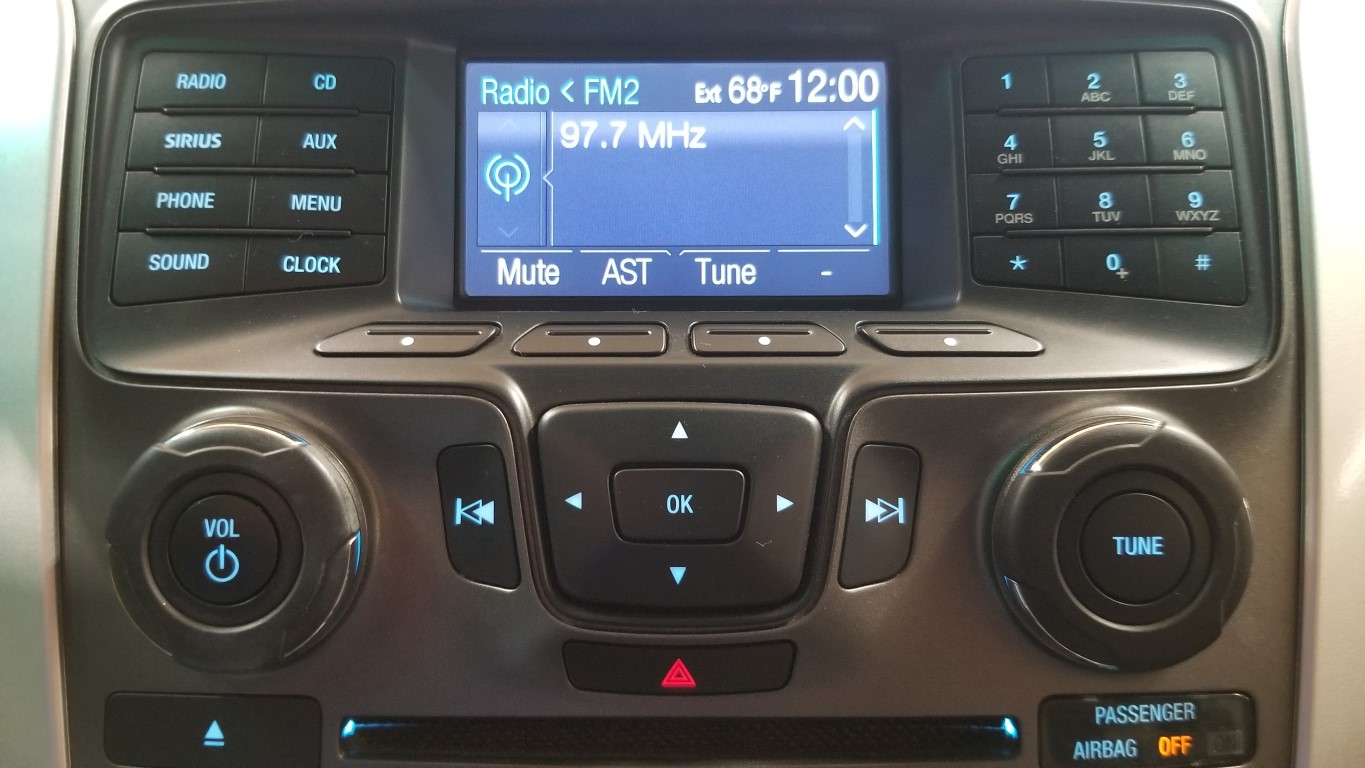 RADIO CD
SIRIUS AUX
PHONE MENU
SOUND CLOCK
Radio < FM2 Ext 68°F 12:00
97.7 MHz
Mute AST Tune -
1 2 ABC 3 DEF
4 GHI 5 JKL 6 MNO
7 PQRS 8 TUV 9 WXYZ
* 0 + #
VOL
OK
TUNE
PASSENGER
AIRBAG OFF